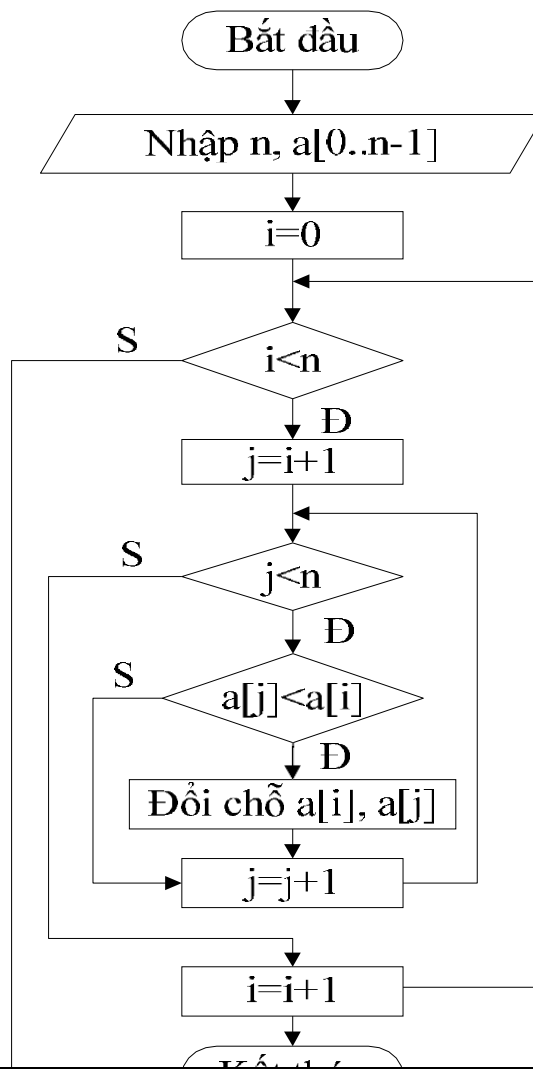 Bắt đầu
Nhập n, a[0..n-1]
i=0
S
i<n
Đ
j=i+1
S
j<n
Đ
S
a[j]<a[i]
Đ
Đổi chỗ a[i], a[j]
j=j+1
i=i+1